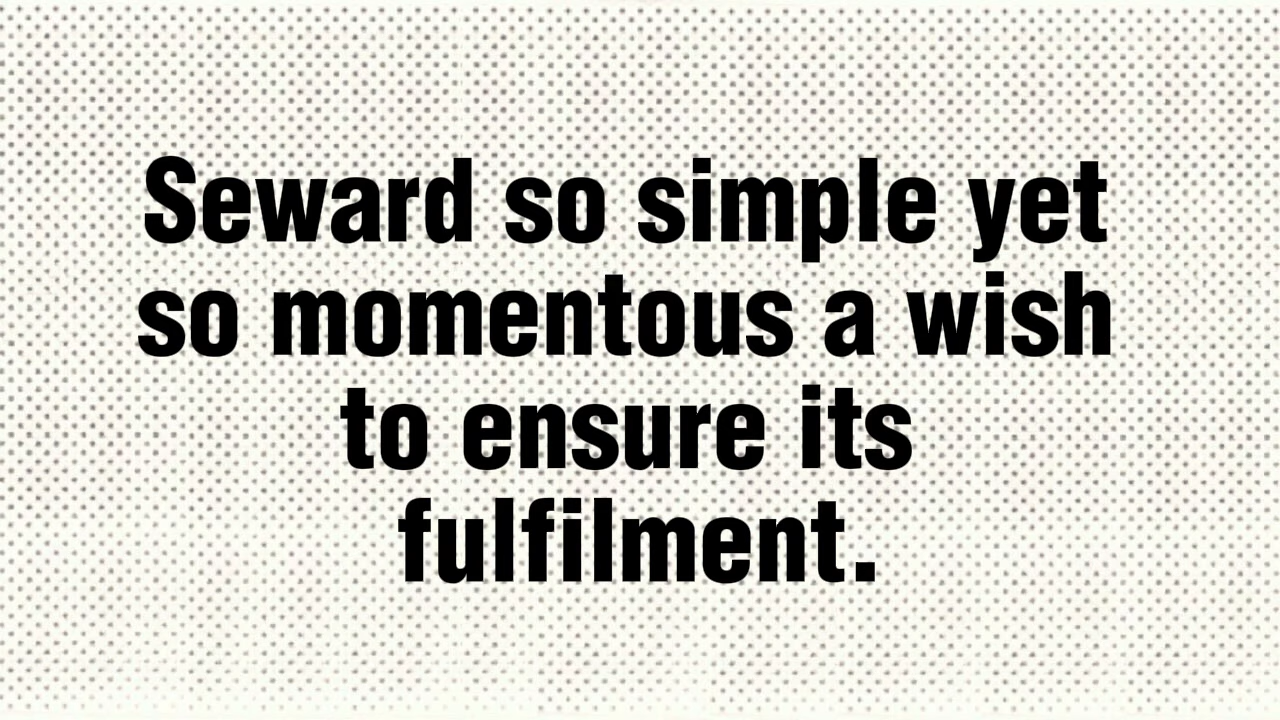 Seward so simple yet
so momentous a wish
to ensure its
fulfilment.